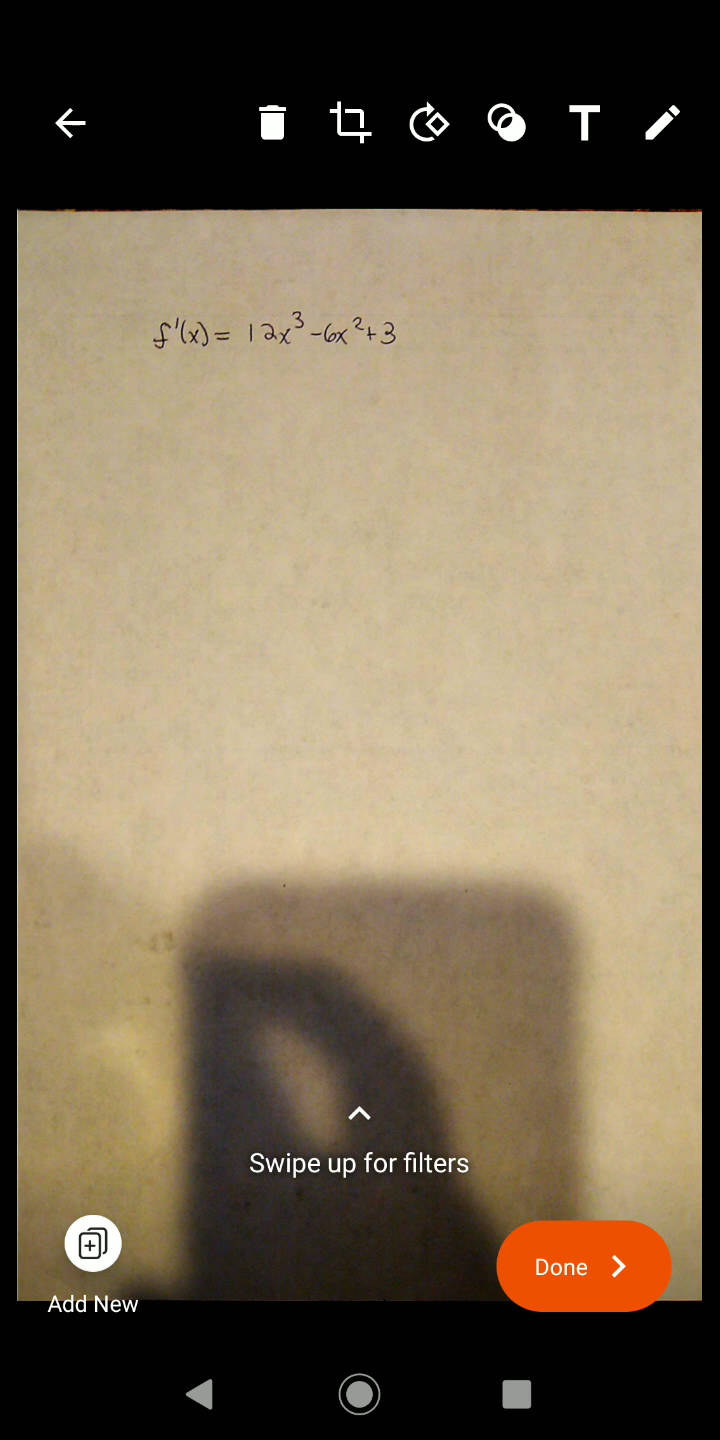 f'(x) = 12x³-6x²+3
Swipe up for filters
Done
Add New